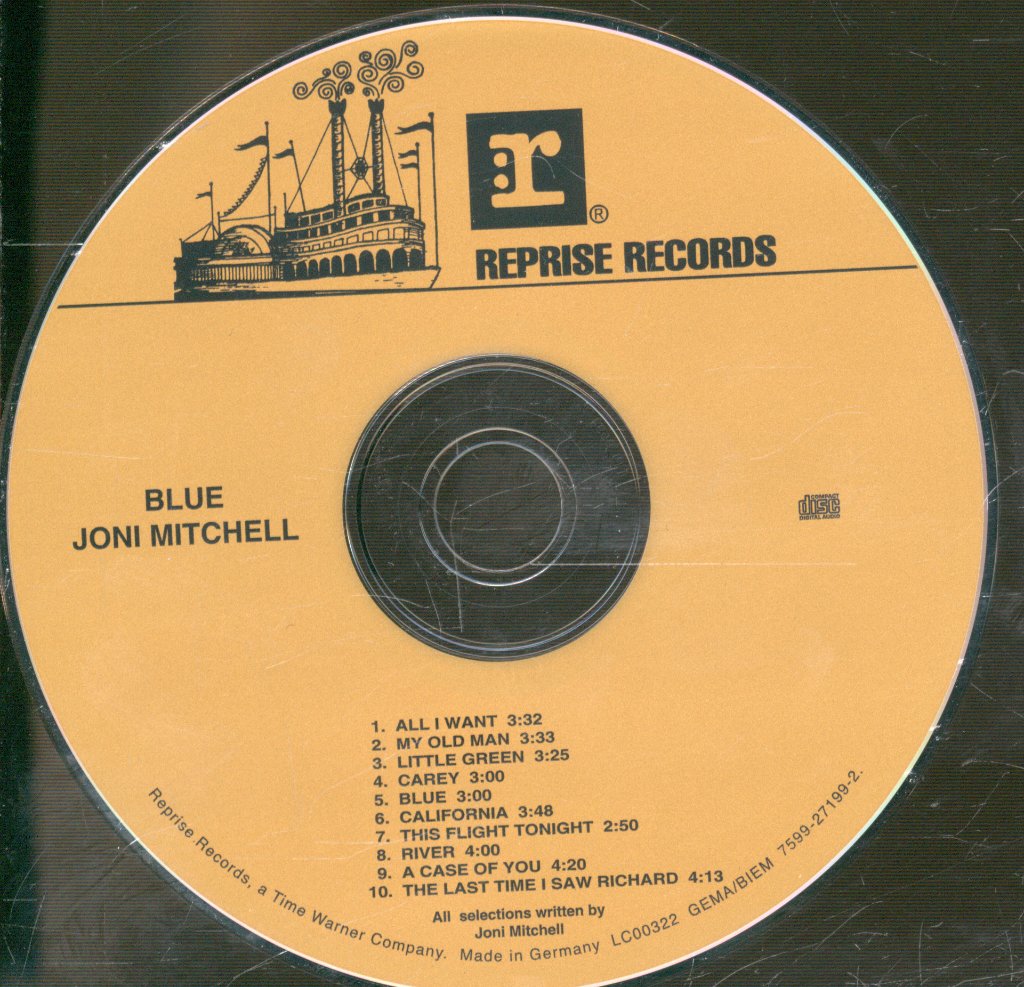 r
®
REPRISE RECORDS
BLUE
JONI MITCHELL
COMPACT
disc
DIGITAL AUDIO
1. ALL I WANT 3:32
2. MY OLD MAN 3:33
3. LITTLE GREEN 3:25
4. CAREY 3:00
5. BLUE 3:00
6. CALIFORNIA 3:48
7. THIS FLIGHT TONIGHT 2:50
8. RIVER 4:00
9. A CASE OF YOU 4:20
10. THE LAST TIME I SAW RICHARD 4:13
All selections written by
Joni Mitchell
Reprise Records, a Time Warner Company. Made in Germany LC00322 GEMA/BIEM 7599-27199-2.